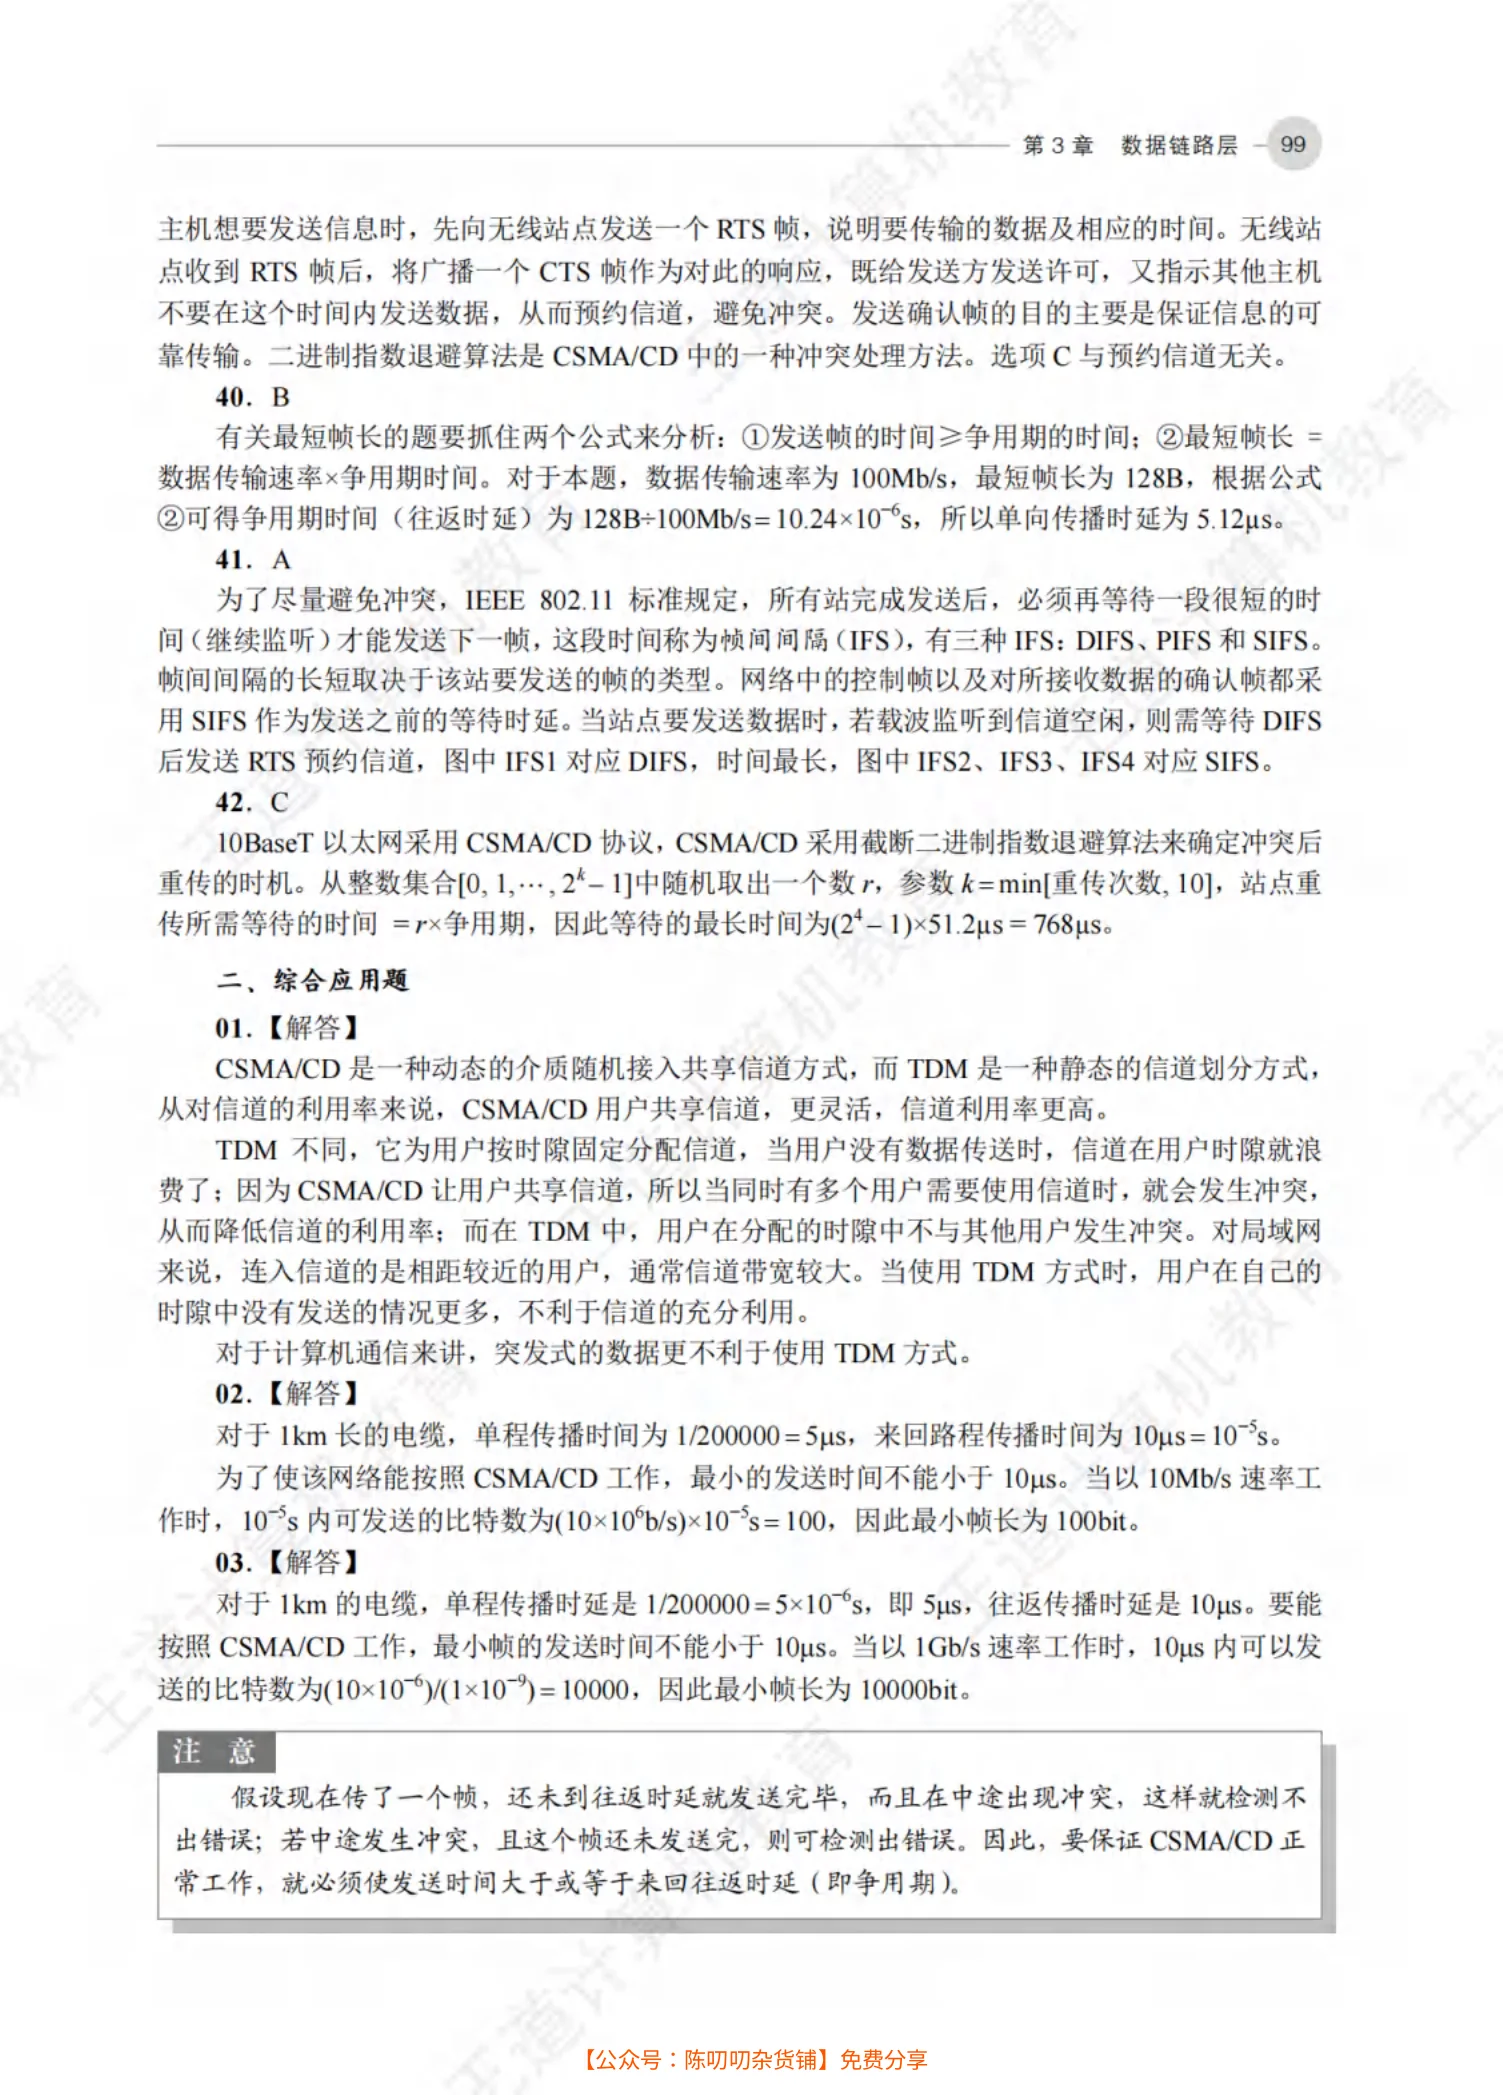 第 3 章 数据链路层 99
主机想要发送信息时，先向无线站点发送一个 RTS 帧，说明要传输的数据及相应的时间。无线站
点收到 RTS 帧后，将广播一个 CTS 帧作为对此的响应，既给发送方发送许可，又指示其他主机
不要在这个时间内发送数据，从而预约信道，避免冲突。发送确认帧的目的主要是保证信息的可
靠传输。二进制指数退避算法是 CSMA/CD 中的一种冲突处理方法。选项 C 与预约信道无关。
40．B
有关最短帧长的题要抓住两个公式来分析：①发送帧的时间≥争用期的时间；②最短帧长 =
数据传输速率×争用期时间。对于本题，数据传输速率为 100Mb/s，最短帧长为 128B，根据公式
②可得争用期时间（往返时延）为 128B÷100Mb/s = 10.24×10⁻⁶s，所以单向传播时延为 5.12μs。
41．A
为了尽量避免冲突，IEEE 802.11 标准规定，所有站完成发送后，必须再等待一段很短的时
间（继续监听）才能发送下一帧，这段时间称为帧间间隔（IFS），有三种 IFS：DIFS、PIFS 和 SIFS。
帧间间隔的长短取决于该站要发送的帧的类型。网络中的控制帧以及对所接收数据的确认帧都采
用 SIFS 作为发送之前的等待时延。当站点要发送数据时，若载波监听到信道空闲，则需等待 DIFS
后发送 RTS 预约信道，图中 IFS1 对应 DIFS，时间最长，图中 IFS2、IFS3、IFS4 对应 SIFS。
42．C
10BaseT 以太网采用 CSMA/CD 协议，CSMA/CD 采用截断二进制指数退避算法来确定冲突后
重传的时机。从整数集合[0, 1,⋯, 2ᵏ – 1]中随机取出一个数 r，参数 k = min[重传次数, 10]，站点重
传所需等待的时间 = r×争用期，因此等待的最长时间为(2⁴ – 1)×51.2μs = 768μs。
二、综合应用题
01.【解答】
CSMA/CD 是一种动态的介质随机接入共享信道方式，而 TDM 是一种静态的信道划分方式，
从对信道的利用率来说，CSMA/CD 用户共享信道，更灵活，信道利用率更高。
TDM 不同，它为用户按时隙固定分配信道，当用户没有数据传送时，信道在用户时隙就浪
费了；因为 CSMA/CD 让用户共享信道，所以当同时有多个用户需要使用信道时，就会发生冲突，
从而降低信道的利用率；而在 TDM 中，用户在分配的时隙中不与其他用户发生冲突。对局域网
来说，连入信道的是相距较近的用户，通常信道带宽较大。当使用 TDM 方式时，用户在自己的
时隙中没有发送的情况更多，不利于信道的充分利用。
对于计算机通信来讲，突发式的数据更不利于使用 TDM 方式。
02.【解答】
对于 1km 长的电缆，单程传播时间为 1/200000 = 5μs，来回路程传播时间为 10μs = 10⁻⁵s。
为了使该网络能按照 CSMA/CD 工作，最小的发送时间不能小于 10μs。当以 10Mb/s 速率工
作时，10⁻⁵s 内可发送的比特数为(10×10⁶b/s)×10⁻⁵s = 100，因此最小帧长为 100bit。
03.【解答】
对于 1km 的电缆，单程传播时延是 1/200000 = 5×10⁻⁶s，即 5μs，往返传播时延是 10μs。要能
按照 CSMA/CD 工作，最小帧的发送时间不能小于 10μs。当以 1Gb/s 速率工作时，10μs 内可以发
送的比特数为(10×10⁻⁶)/(1×10⁻⁹) = 10000，因此最小帧长为 10000bit。
注 意
假设现在传了一个帧，还未到往返时延就发送完毕，而且在中途出现冲突，这样就检测不
出错误；若中途发生冲突，且这个帧还未发送完，则可检测出错误。因此，要保证 CSMA/CD 正
常工作，就必须使发送时间大于或等于来回往返时延（即争用期）。
【公众号：陈叨叨杂货铺】免费分享
王道计算机教育